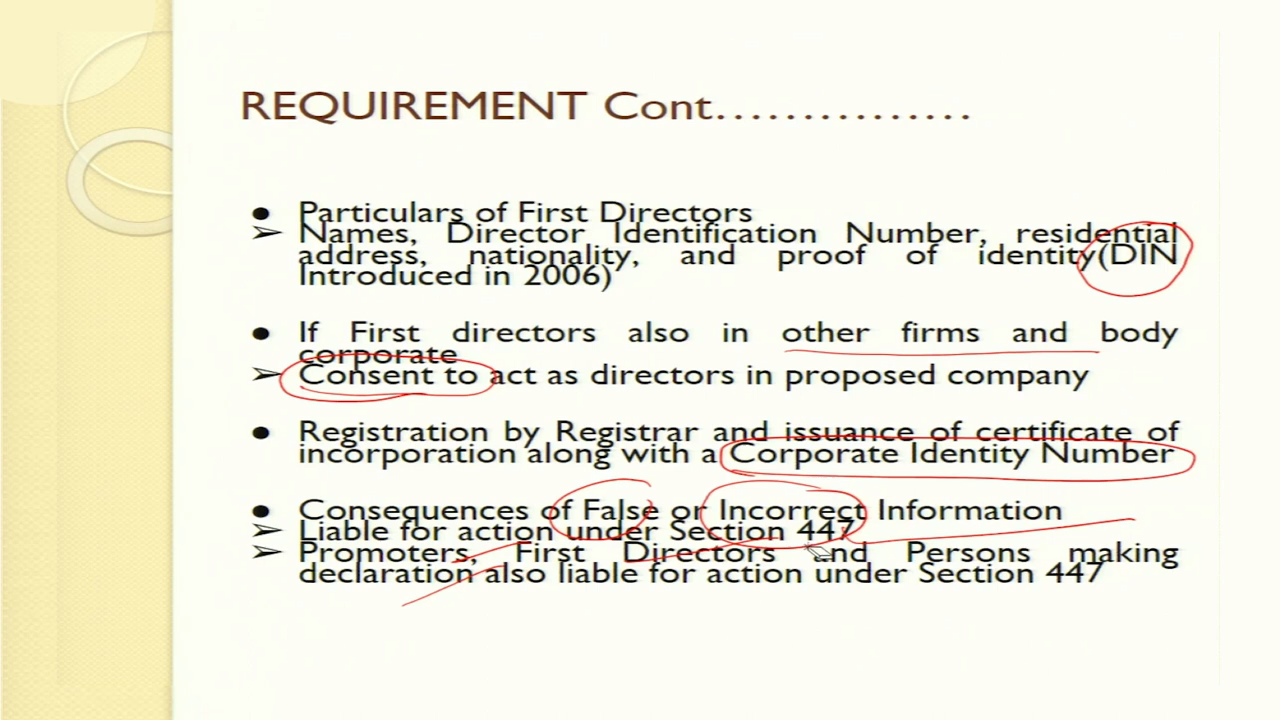 REQUIREMENT Cont...............
● Particulars of First Directors
➢ Names, Director Identification Number, residential
address, nationality, and proof of identity(DIN
Introduced in 2006)
● If First directors also in other firms and body
corporate
➢ Consent to act as directors in proposed company
● Registration by Registrar and issuance of certificate of
incorporation along with a Corporate Identity Number
● Consequences of False or Incorrect Information
➢ Liable for action under Section 447
➢ Promoters, First Directors and Persons making
declaration also liable for action under Section 447